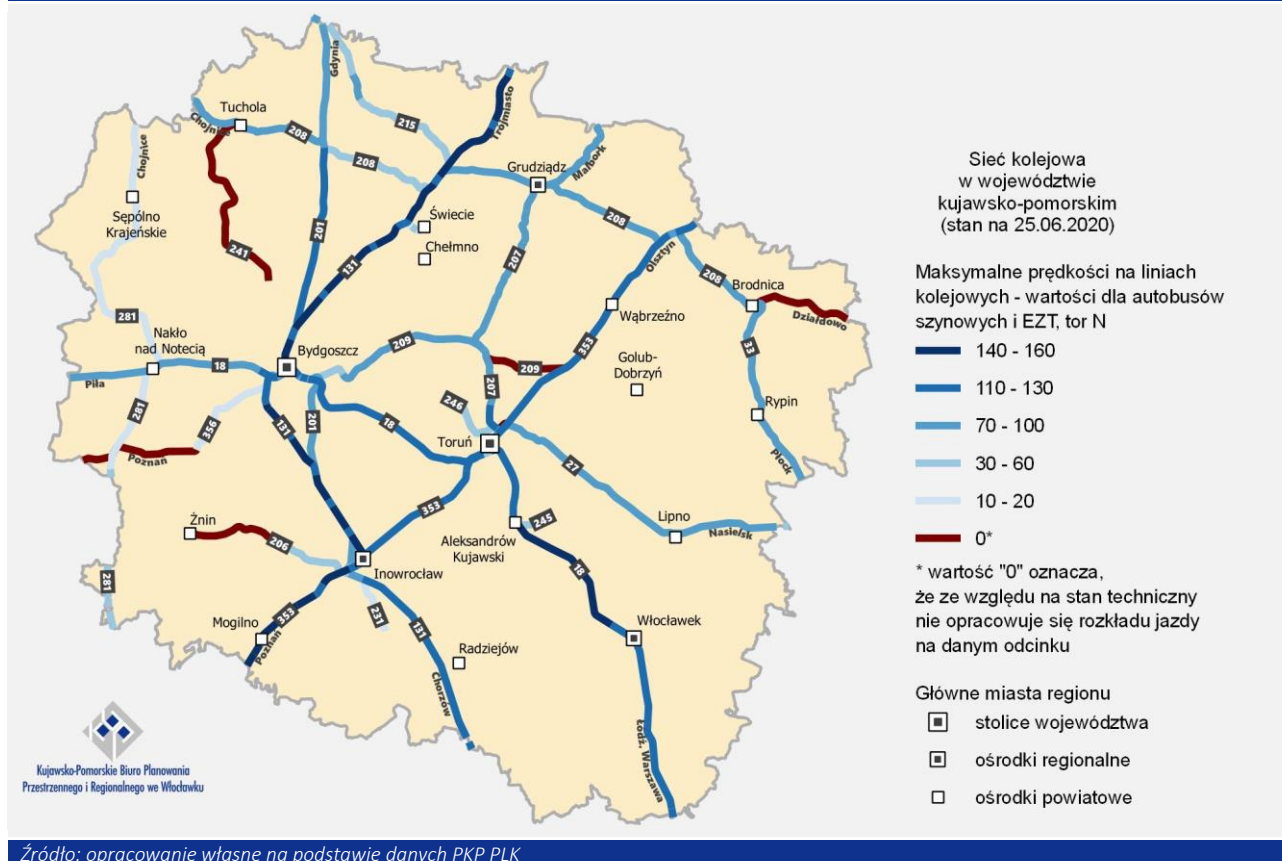 Gdynia
Trójmiasto
Tuchola
Chojnice
208
215
208
Chojnice
Grudziądz
Malbork
Sępólno
Krajeńskie
Świecie
201
131
Chełmno
207
208
Olsztyn
241
208
Brodnica
Działdowo
281
Nakło
nad Notecią
Wąbrzeźno
Bydgoszcz
209
353
33
Golub-
Dobrzyń
18
Piła
209
207
Rypin
281
356
131
201
246
18
Toruń
Poznań
Płock
27
353
Żnin
206
245
Lipno
Nasielsk
Aleksandrów
Kujawski
18
Inowrocław
281
353
231
131
Mogilno
Włocławek
Poznań
Radziejów
Chorzów
Łódź, Warszawa
Kujawsko-Pomorskie Biuro Planowania
Przestrzennego i Regionalnego we Włocławku
Sieć kolejowa
w województwie
kujawsko-pomorskim
(stan na 25.06.2020)
Maksymalne prędkości na liniach
kolejowych - wartości dla autobusów
szynowych i EZT, tor N
140 - 160
110 - 130
70 - 100
30 - 60
10 - 20
0*
* wartość "0" oznacza,
że ze względu na stan techniczny
nie opracowuje się rozkładu jazdy
na danym odcinku
Główne miasta regionu
stolice województwa
ośrodki regionalne
ośrodki powiatowe
Źródło: opracowanie własne na podstawie danych PKP PLK